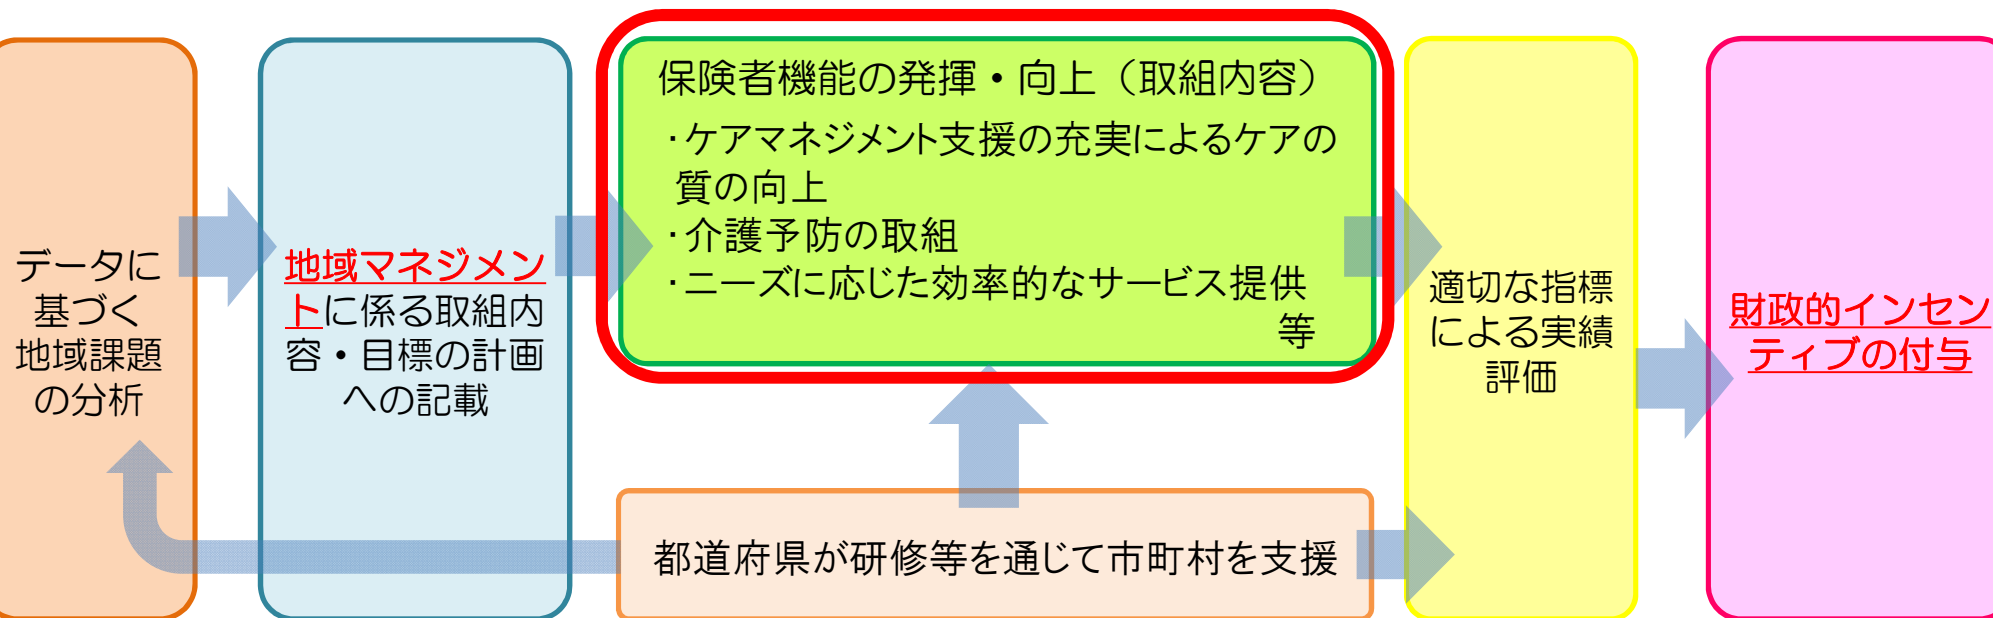 データに
基づく
地域課題
の分析
地域マネジメン
トに係る取組内
容・目標の計画
への記載
保険者機能の発揮・向上（取組内容）
・ケアマネジメント支援の充実によるケアの
質の向上
・介護予防の取組
・ニーズに応じた効率的なサービス提供
等
適切な指標
による実績
評価
財政的インセン
ティブの付与
都道府県が研修等を通じて市町村を支援